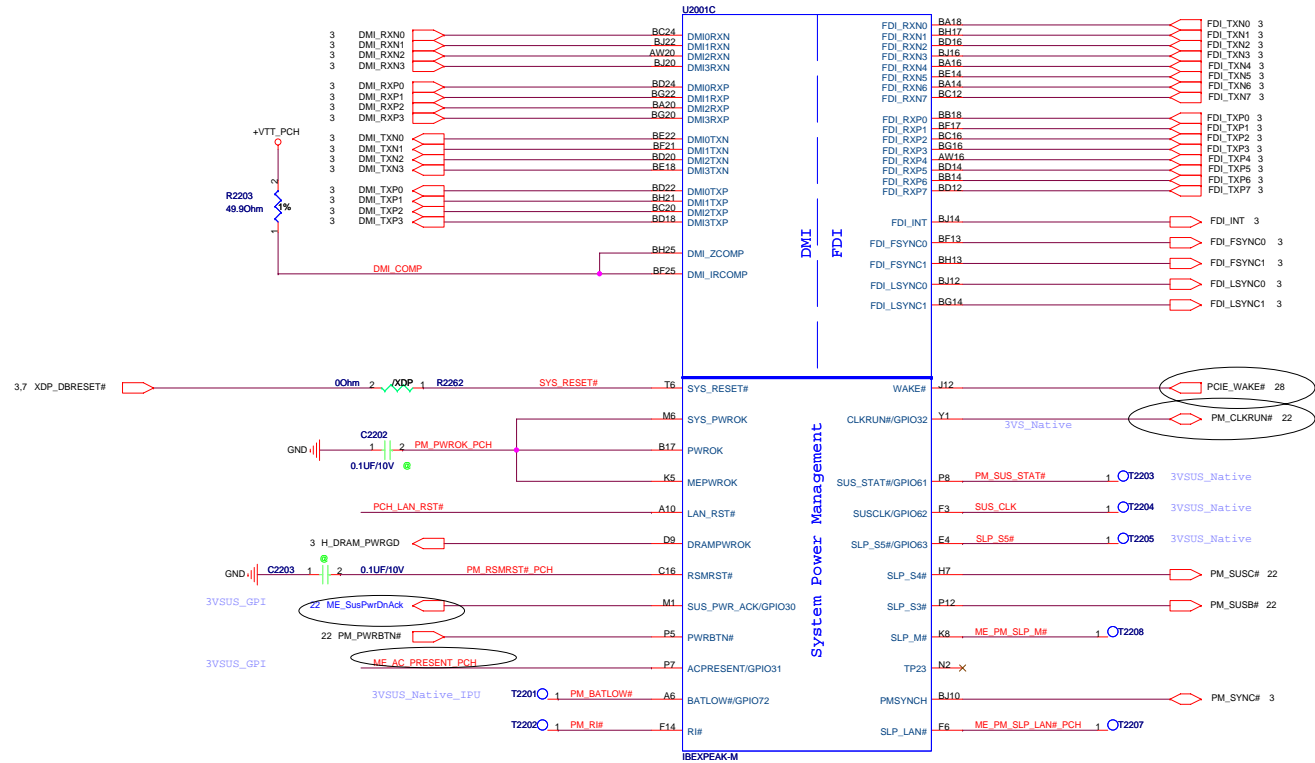 U2001C
3 DMI_RXN0 BC24 DMI0RXN
3 DMI_RXN1 BJ22 DMI1RXN
3 DMI_RXN2 AW20 DMI2RXN
3 DMI_RXN3 BJ20 DMI3RXN
3 DMI_RXP0 BD24 DMI0RXP
3 DMI_RXP1 BG22 DMI1RXP
3 DMI_RXP2 BA20 DMI2RXP
3 DMI_RXP3 BG20 DMI3RXP
3 DMI_TXN0 BE22 DMI0TXN
3 DMI_TXN1 BF21 DMI1TXN
3 DMI_TXN2 BD20 DMI2TXN
3 DMI_TXN3 BE18 DMI3TXN
3 DMI_TXP0 BD22 DMI0TXP
3 DMI_TXP1 BH21 DMI1TXP
3 DMI_TXP2 BC20 DMI2TXP
3 DMI_TXP3 BD18 DMI3TXP
+VTT_PCH
2
R2203
49.9Ohm 1%
1
BH25 DMI_ZCOMP
DMI_COMP BF25 DMI_IRCOMP
DMI
FDI
FDI_RXN0 BA18 FDI_TXN0 3
FDI_RXN1 BH17 FDI_TXN1 3
FDI_RXN2 BD16 FDI_TXN2 3
FDI_RXN3 BJ16 FDI_TXN3 3
FDI_RXN4 BA16 FDI_TXN4 3
FDI_RXN5 BE14 FDI_TXN5 3
FDI_RXN6 BA14 FDI_TXN6 3
FDI_RXN7 BC12 FDI_TXN7 3
FDI_RXP0 BB18 FDI_TXP0 3
FDI_RXP1 BF17 FDI_TXP1 3
FDI_RXP2 BC16 FDI_TXP2 3
FDI_RXP3 BG16 FDI_TXP3 3
FDI_RXP4 AW16 FDI_TXP4 3
FDI_RXP5 BD14 FDI_TXP5 3
FDI_RXP6 BB14 FDI_TXP6 3
FDI_RXP7 BD12 FDI_TXP7 3
FDI_INT BJ14 FDI_INT 3
FDI_FSYNC0 BF13 FDI_FSYNC0 3
FDI_FSYNC1 BH13 FDI_FSYNC1 3
FDI_LSYNC0 BJ12 FDI_LSYNC0 3
FDI_LSYNC1 BG14 FDI_LSYNC1 3
3,7 XDP_DBRESET# 0Ohm 2 /XDP 1 R2262 SYS_RESET# T6 SYS_RESET#
M6 SYS_PWROK
C2202
GND 1 2 PM_PWROK_PCH B17 PWROK
0.1UF/10V @
K5 MEPWROK
PCH_LAN_RST# A10 LAN_RST#
3 H_DRAM_PWRGD D9 DRAMPWROK
@
GND C2203 1 2 0.1UF/10V PM_RSMRST#_PCH C16 RSMRST#
3VSUS_GPI
22 ME_SusPwrDnAck M1 SUS_PWR_ACK/GPIO30
22 PM_PWRBTN# P5 PWRBTN#
3VSUS_GPI ME_AC_PRESENT_PCH P7 ACPRESENT/GPIO31
3VSUS_Native_IPU T2201 1 PM_BATLOW# A6 BATLOW#/GPIO72
T2202 1 PM_RI# F14 RI#
System Power Management
WAKE# J12 PCIE_WAKE# 28
CLKRUN#/GPIO32 Y1 3VS_Native PM_CLKRUN# 22
SUS_STAT#/GPIO61 P8 PM_SUS_STAT# 1 T2203 3VSUS_Native
SUSCLK/GPIO62 F3 SUS_CLK 1 T2204 3VSUS_Native
SLP_S5#/GPIO63 E4 SLP_S5# 1 T2205 3VSUS_Native
SLP_S4# H7 PM_SUSC# 22
SLP_S3# P12 PM_SUSB# 22
SLP_M# K8 ME_PM_SLP_M# 1 T2208
TP23 N2
PMSYNCH BJ10 PM_SYNC# 3
SLP_LAN# F6 ME_PM_SLP_LAN#_PCH 1 T2207
IBEXPEAK-M